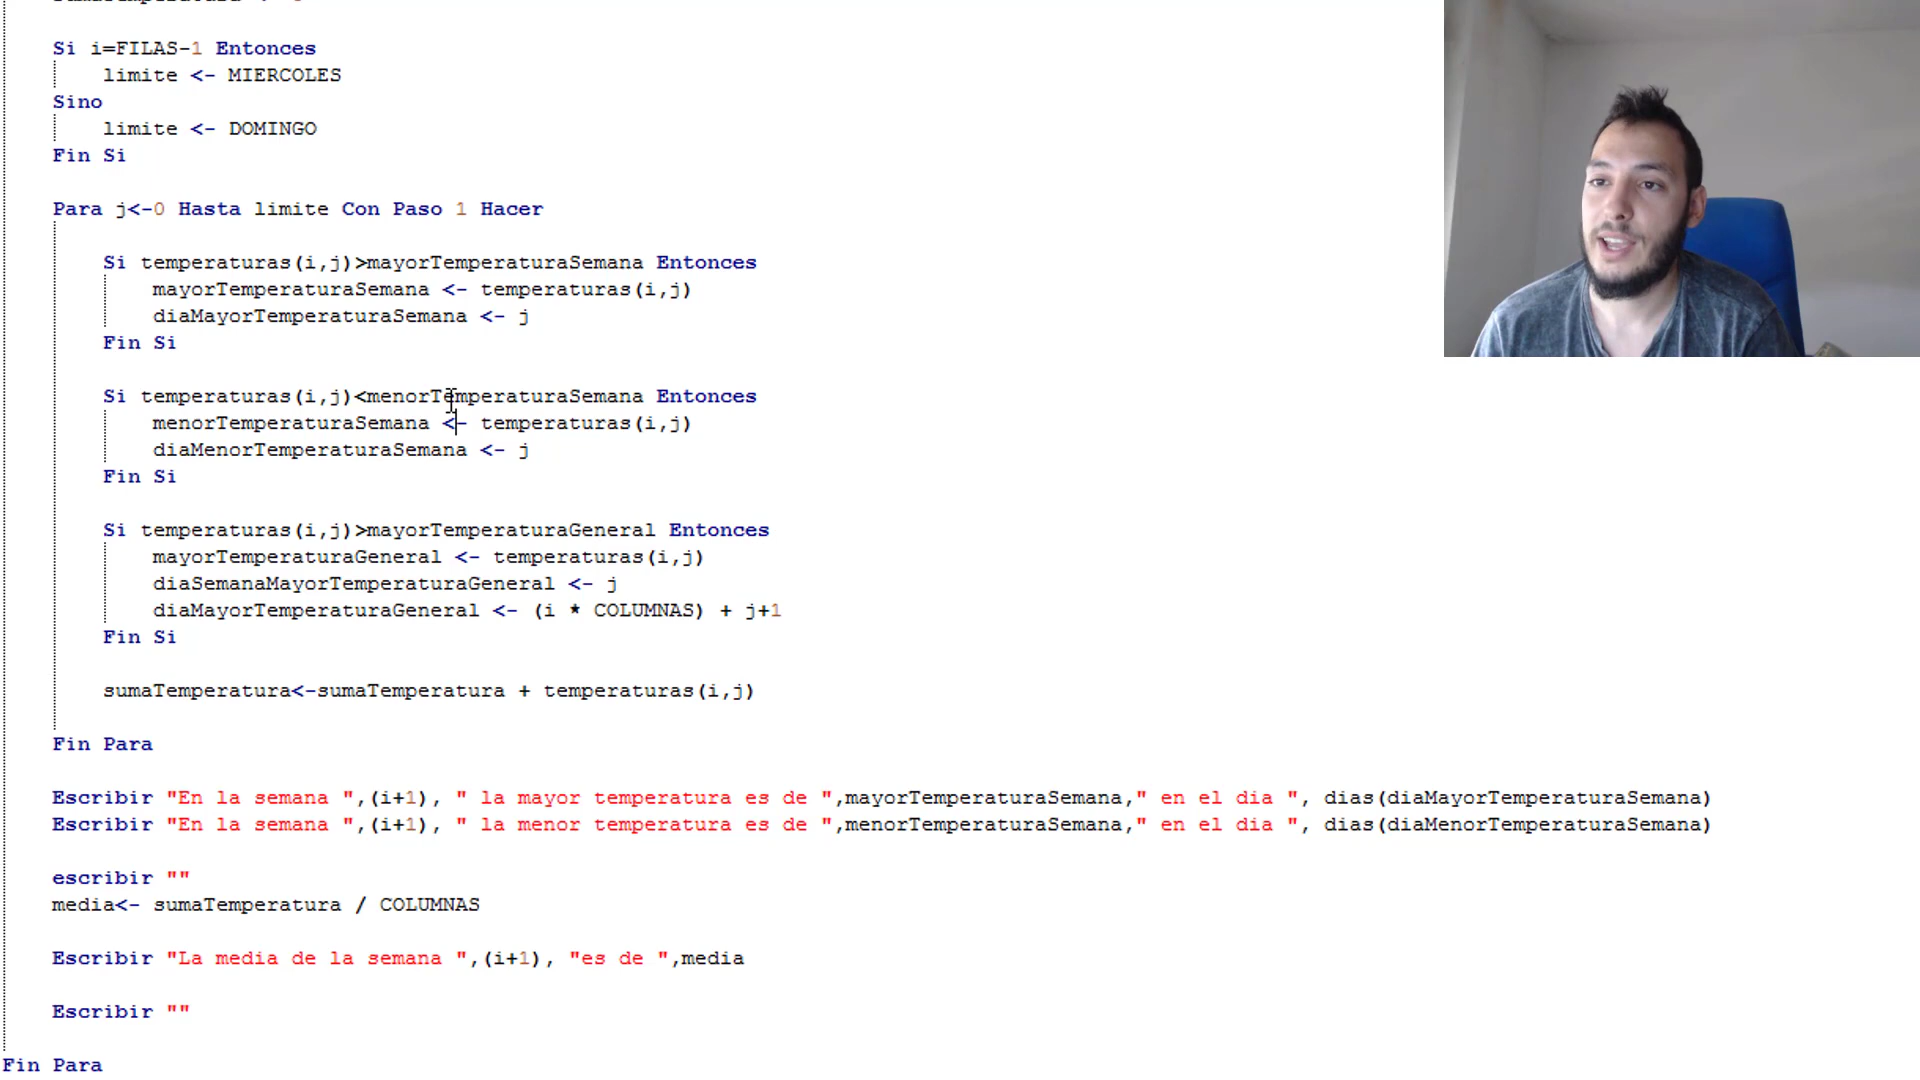 Si i=FILAS-1 Entonces
limite <- MIERCOLES
Sino
limite <- DOMINGO
Fin Si
Para j<-0 Hasta limite Con Paso 1 Hacer
Si temperaturas(i,j)>mayorTemperaturaSemana Entonces
mayorTemperaturaSemana <- temperaturas(i,j)
diaMayorTemperaturaSemana <- j
Fin Si
Si temperaturas(i,j)<menorTemperaturaSemana Entonces
menorTemperaturaSemana <- temperaturas(i,j)
diaMenorTemperaturaSemana <- j
Fin Si
Si temperaturas(i,j)>mayorTemperaturaGeneral Entonces
mayorTemperaturaGeneral <- temperaturas(i,j)
diaSemanaMayorTemperaturaGeneral <- j
diaMayorTemperaturaGeneral <- (i * COLUMNAS) + j+1
Fin Si
sumaTemperatura<-sumaTemperatura + temperaturas(i,j)
Fin Para
Escribir "En la semana ",(i+1), " la mayor temperatura es de ",mayorTemperaturaSemana," en el dia ", dias(diaMayorTemperaturaSemana)
Escribir "En la semana ",(i+1), " la menor temperatura es de ",menorTemperaturaSemana," en el dia ", dias(diaMenorTemperaturaSemana)
escribir ""
media<- sumaTemperatura / COLUMNAS
Escribir "La media de la semana ",(i+1), "es de ",media
Escribir ""
Fin Para